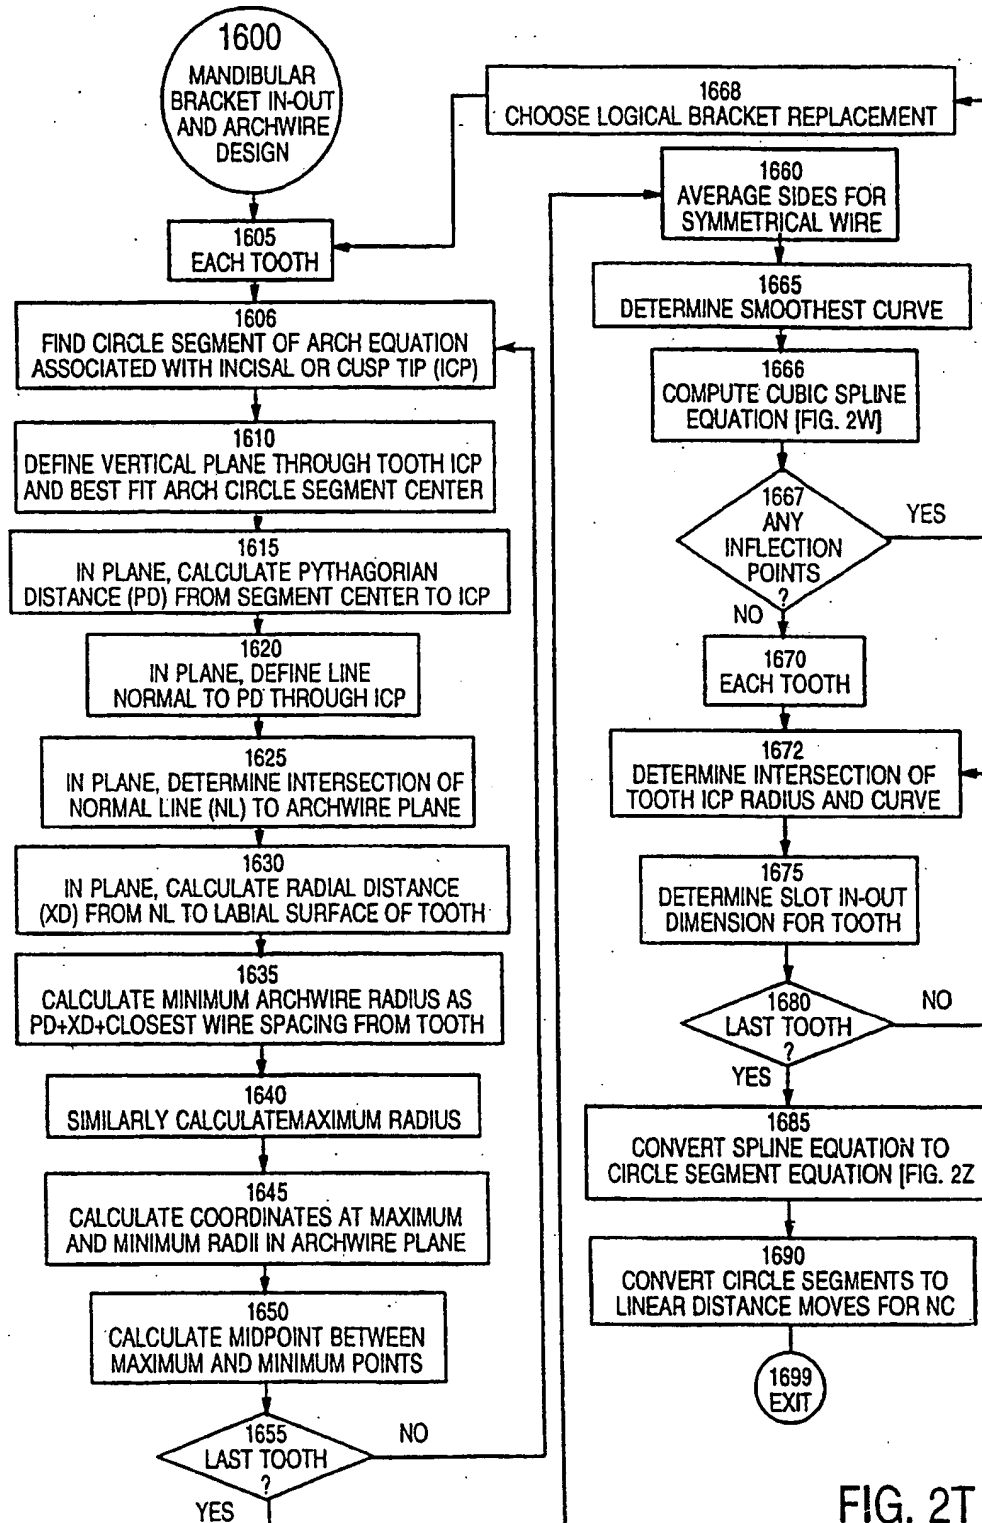 1600
MANDIBULAR
BRACKET IN-OUT
AND ARCHWIRE
DESIGN
1605
EACH TOOTH
1606
FIND CIRCLE SEGMENT OF ARCH EQUATION
ASSOCIATED WITH INCISAL OR CUSP TIP (ICP)
1610
DEFINE VERTICAL PLANE THROUGH TOOTH ICP
AND BEST FIT ARCH CIRCLE SEGMENT CENTER
1615
IN PLANE, CALCULATE PYTHAGORIAN
DISTANCE (PD) FROM SEGMENT CENTER TO ICP
1620
IN PLANE, DEFINE LINE
NORMAL TO PD THROUGH ICP
1625
IN PLANE, DETERMINE INTERSECTION OF
NORMAL LINE (NL) TO ARCHWIRE PLANE
1630
IN PLANE, CALCULATE RADIAL DISTANCE
(XD) FROM NL TO LABIAL SURFACE OF TOOTH
1635
CALCULATE MINIMUM ARCHWIRE RADIUS AS
PD+XD+CLOSEST WIRE SPACING FROM TOOTH
1640
SIMILARLY CALCULATEMAXIMUM RADIUS
1645
CALCULATE COORDINATES AT MAXIMUM
AND MINIMUM RADII IN ARCHWIRE PLANE
1650
CALCULATE MIDPOINT BETWEEN
MAXIMUM AND MINIMUM POINTS
1655
LAST TOOTH
?
NO
YES
1668
CHOOSE LOGICAL BRACKET REPLACEMENT
1660
AVERAGE SIDES FOR
SYMMETRICAL WIRE
1665
DETERMINE SMOOTHEST CURVE
1666
COMPUTE CUBIC SPLINE
EQUATION [FIG. 2W]
1667
ANY
INFLECTION
POINTS
?
YES
NO
1670
EACH TOOTH
1672
DETERMINE INTERSECTION OF
TOOTH ICP RADIUS AND CURVE
1675
DETERMINE SLOT IN-OUT
DIMENSION FOR TOOTH
1680
LAST TOOTH
?
NO
YES
1685
CONVERT SPLINE EQUATION TO
CIRCLE SEGMENT EQUATION [FIG. 2Z
1690
CONVERT CIRCLE SEGMENTS TO
LINEAR DISTANCE MOVES FOR NC
1699
EXIT
FIG. 2T